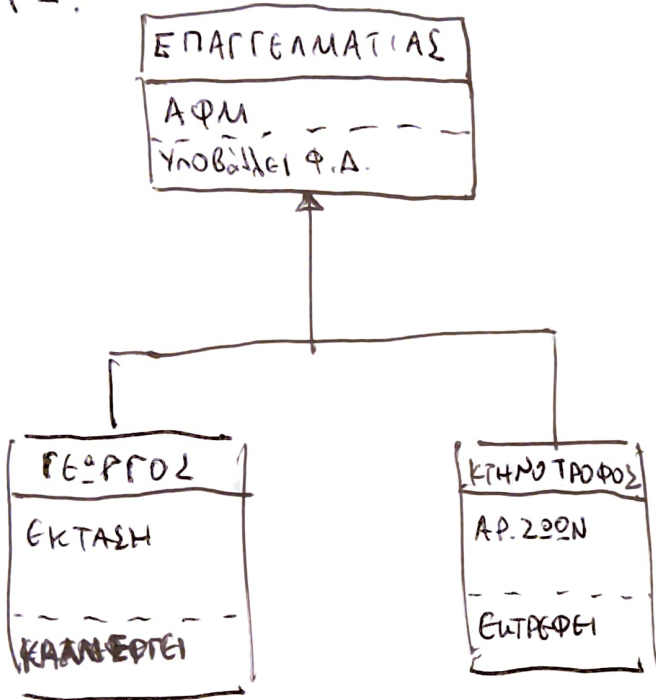 ΕΠΑΓΓΕΛΜΑΤΙΑΣ
ΑΦΜ
Υποβάλλει Φ.Δ.
ΓΕΩΡΓΟΣ
ΕΚΤΑΣΗ
ΚΑΛΛΙΕΡΓΕΙ
ΚΤΗΝΟΤΡΟΦΟΣ
ΑΡ. ΖΩΩΝ
ΕΚΤΡΕΦΕΙ